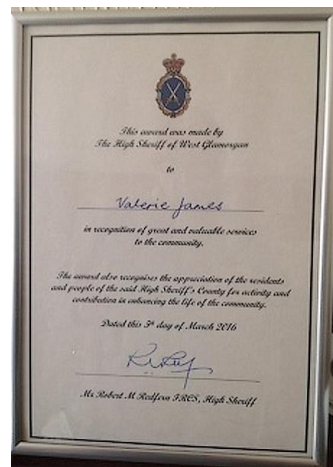 This award was made by
The High Sheriff of West Glamorgan
to
Valerie James
in recognition of great and valuable services
to the community.
The award also recognises the appreciation of the residents
and people of the said High Sheriff's County for activity and
contribution in enhancing the life of the community.
Dated this 5th day of March 2016
Mr Robert M Redfern FRCS, High Sheriff